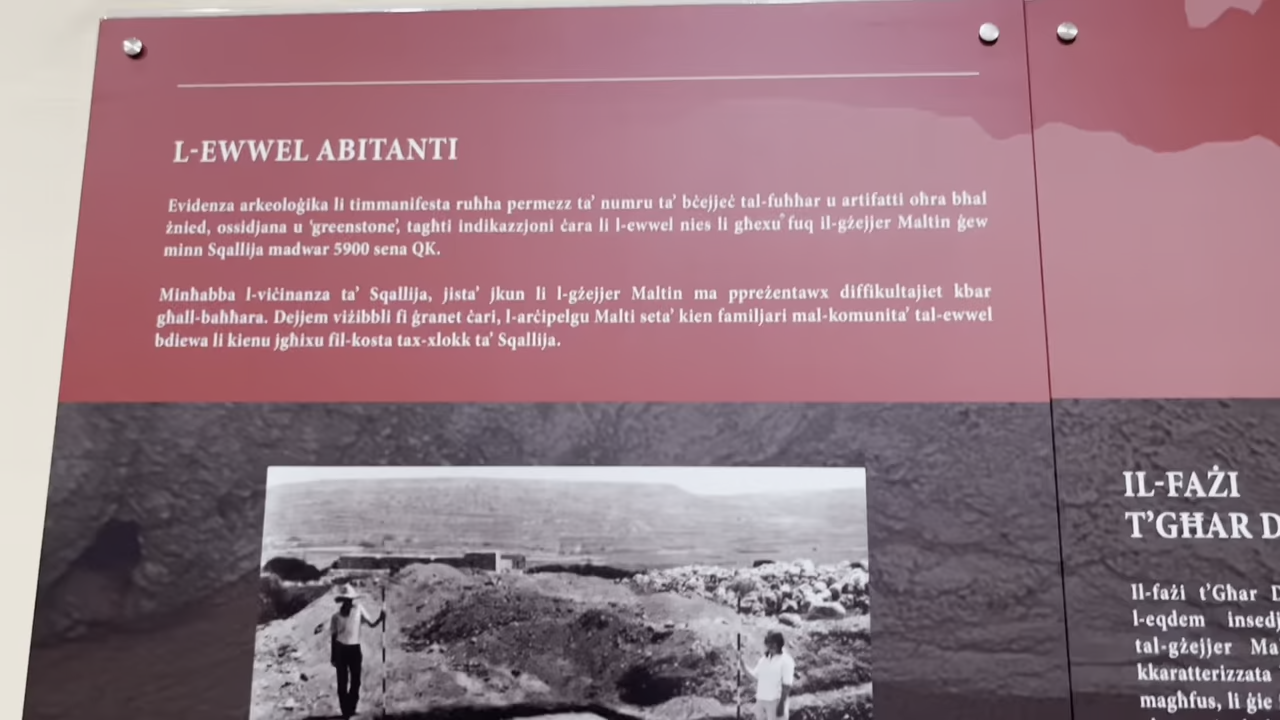 L-EWWEL ABITANTI
Evidenza arkeoloġika li timmanifesta ruħha permezz ta’ numru ta’ bċejjeċ tal-fuħħar u artifatti oħra bħal
żnied, ossidjana u ‘greenstone’, tagħti indikazzjoni ċara li l-ewwel nies li għexu fuq il-gżejjer Maltin ġew
minn Sqallija madwar 5900 sena QK.
Minħabba l-viċinanza ta’ Sqallija, jista’ jkun li l-gżejjer Maltin ma ppreżentawx diffikultajiet kbar
għall-baħħara. Dejjem viżibbli fi ġranet ċari, l-arċipelgu Malti seta’ kien familjari mal-komunita’ tal-ewwel
bdiewa li kienu jgħixu fil-kosta tax-xlokk ta’ Sqallija.
IL-FAŻI
T’GĦAR D
Il-fażi t’Għar D
l-eqdem insedj
tal-gżejjer Ma
kkaratterizzata
magħfus, li ġie